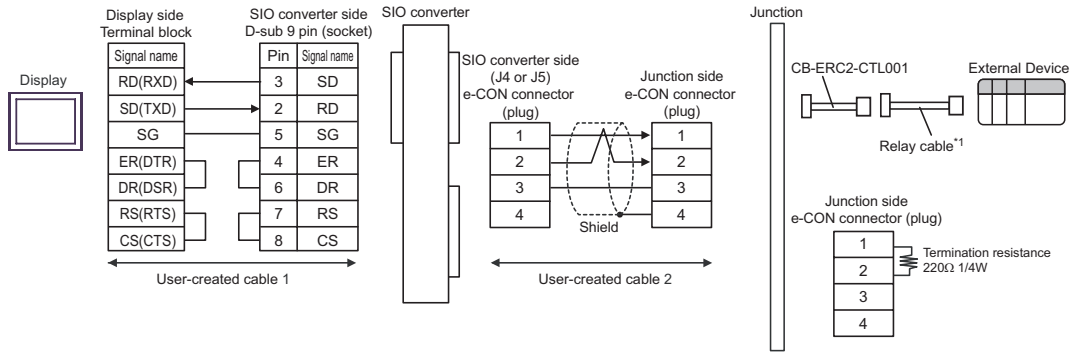 Display
Display side
Terminal block
Signal name
RD(RXD)
SD(TXD)
SG
ER(DTR)
DR(DSR)
RS(RTS)
CS(CTS)
SIO converter side
D-sub 9 pin (socket)
Pin Signal name
3 SD
2 RD
5 SG
4 ER
6 DR
7 RS
8 CS
User-created cable 1
SIO converter
SIO converter side
(J4 or J5)
e-CON connector
(plug)
1
2
3
4
Shield
Junction side
e-CON connector
(plug)
1
2
3
4
User-created cable 2
Junction
CB-ERC2-CTL001
Relay cable*1
External Device
Junction side
e-CON connector (plug)
1
2
3
4
Termination resistance
220Ω 1/4W